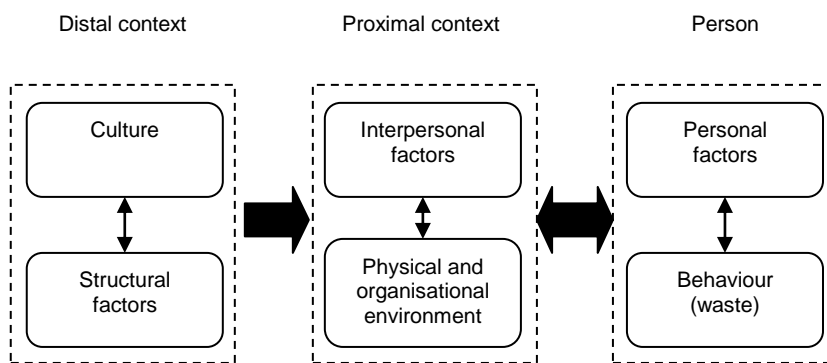 Distal context
Proximal context
Person
Culture
Interpersonal
factors
Personal
factors
Structural
factors
Physical and
organisational
environment
Behaviour
(waste)